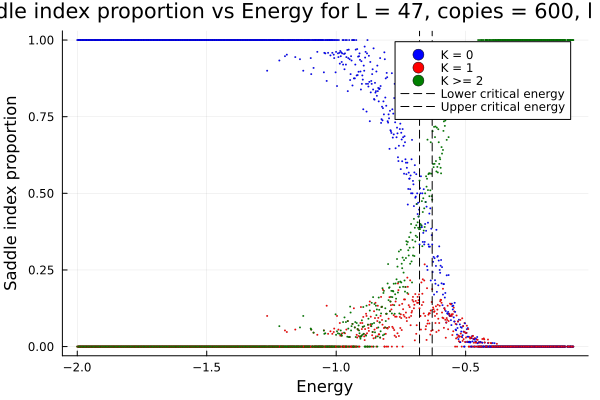 dle index proportion vs Energy for L = 47, copies = 600,
1.00
0.75
0.50
0.25
0.00
Saddle index proportion
K = 0
K = 1
K >= 2
Lower critical energy
Upper critical energy
−2.0
−1.5
−1.0
−0.5
Energy